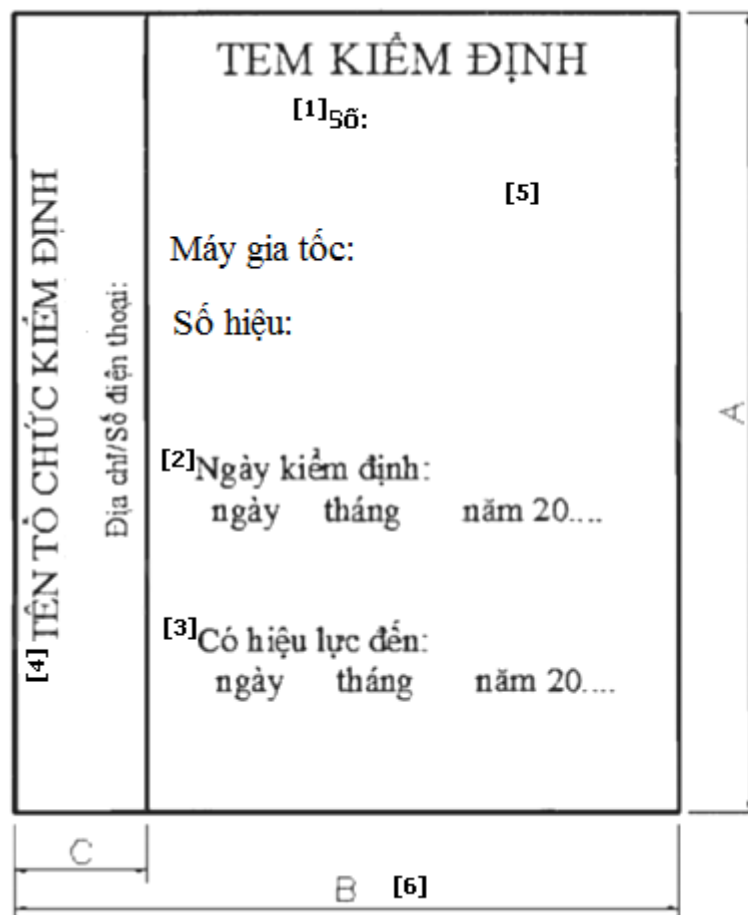 TEM KIỂM ĐỊNH
[1]Số:
[5]
Máy gia tốc:
Số hiệu:
[2]Ngày kiểm định:
ngày tháng năm 20....
[3]Có hiệu lực đến:
ngày tháng năm 20....
[4]TÊN TỔ CHỨC KIỂM ĐỊNH
Địa chỉ/Số điện thoại:
A
C
B [6]